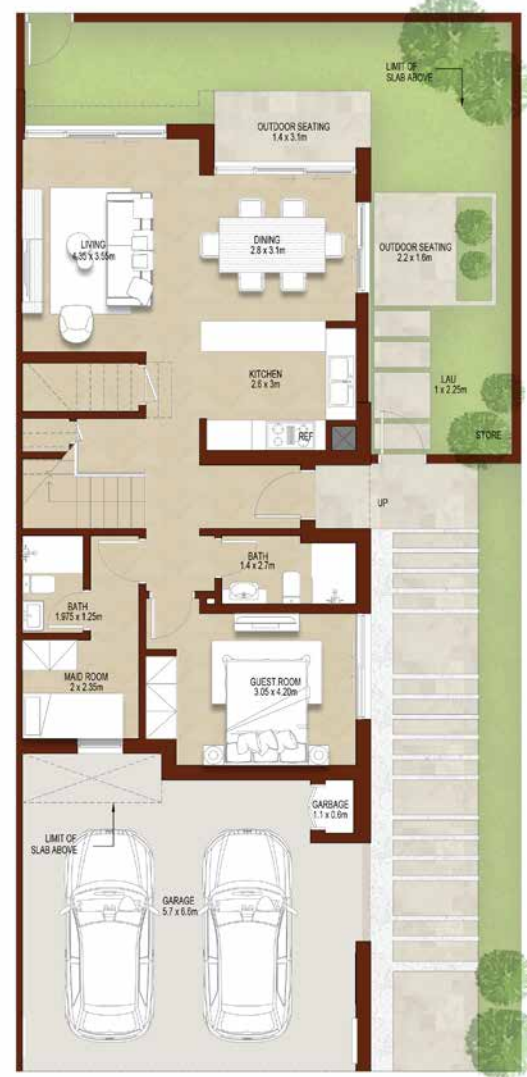 LIMIT OF
SLAB ABOVE
OUTDOOR SEATING
1.4 x 3.1m
LIVING
4.35 x 3.55m
DINING
2.8 x 3.1m
OUTDOOR SEATING
2.2 x 1.6m
KITCHEN
2.6 x 3m
LAU
1 x 2.25m
REF
STORE
UP
BATH
1.4 x 2.7m
BATH
1.975 x 1.25m
MAID ROOM
2 x 2.35m
GUEST ROOM
3.05 x 4.20m
GARBAGE
1.1 x 0.6m
LIMIT OF
SLAB ABOVE
GARAGE
5.7 x 6.6m